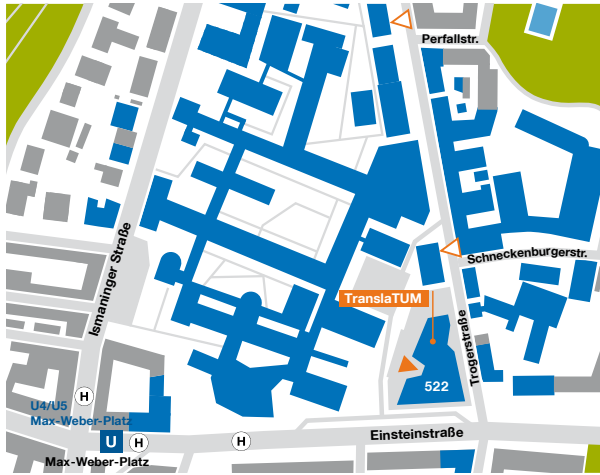 Perfallstr.
Schneckenburgerstr.
Ismaninger Straße
TranslaTUM
Trogerstraße
522
H
U4/U5
Max-Weber-Platz
U
H
H
Einsteinstraße
Max-Weber-Platz